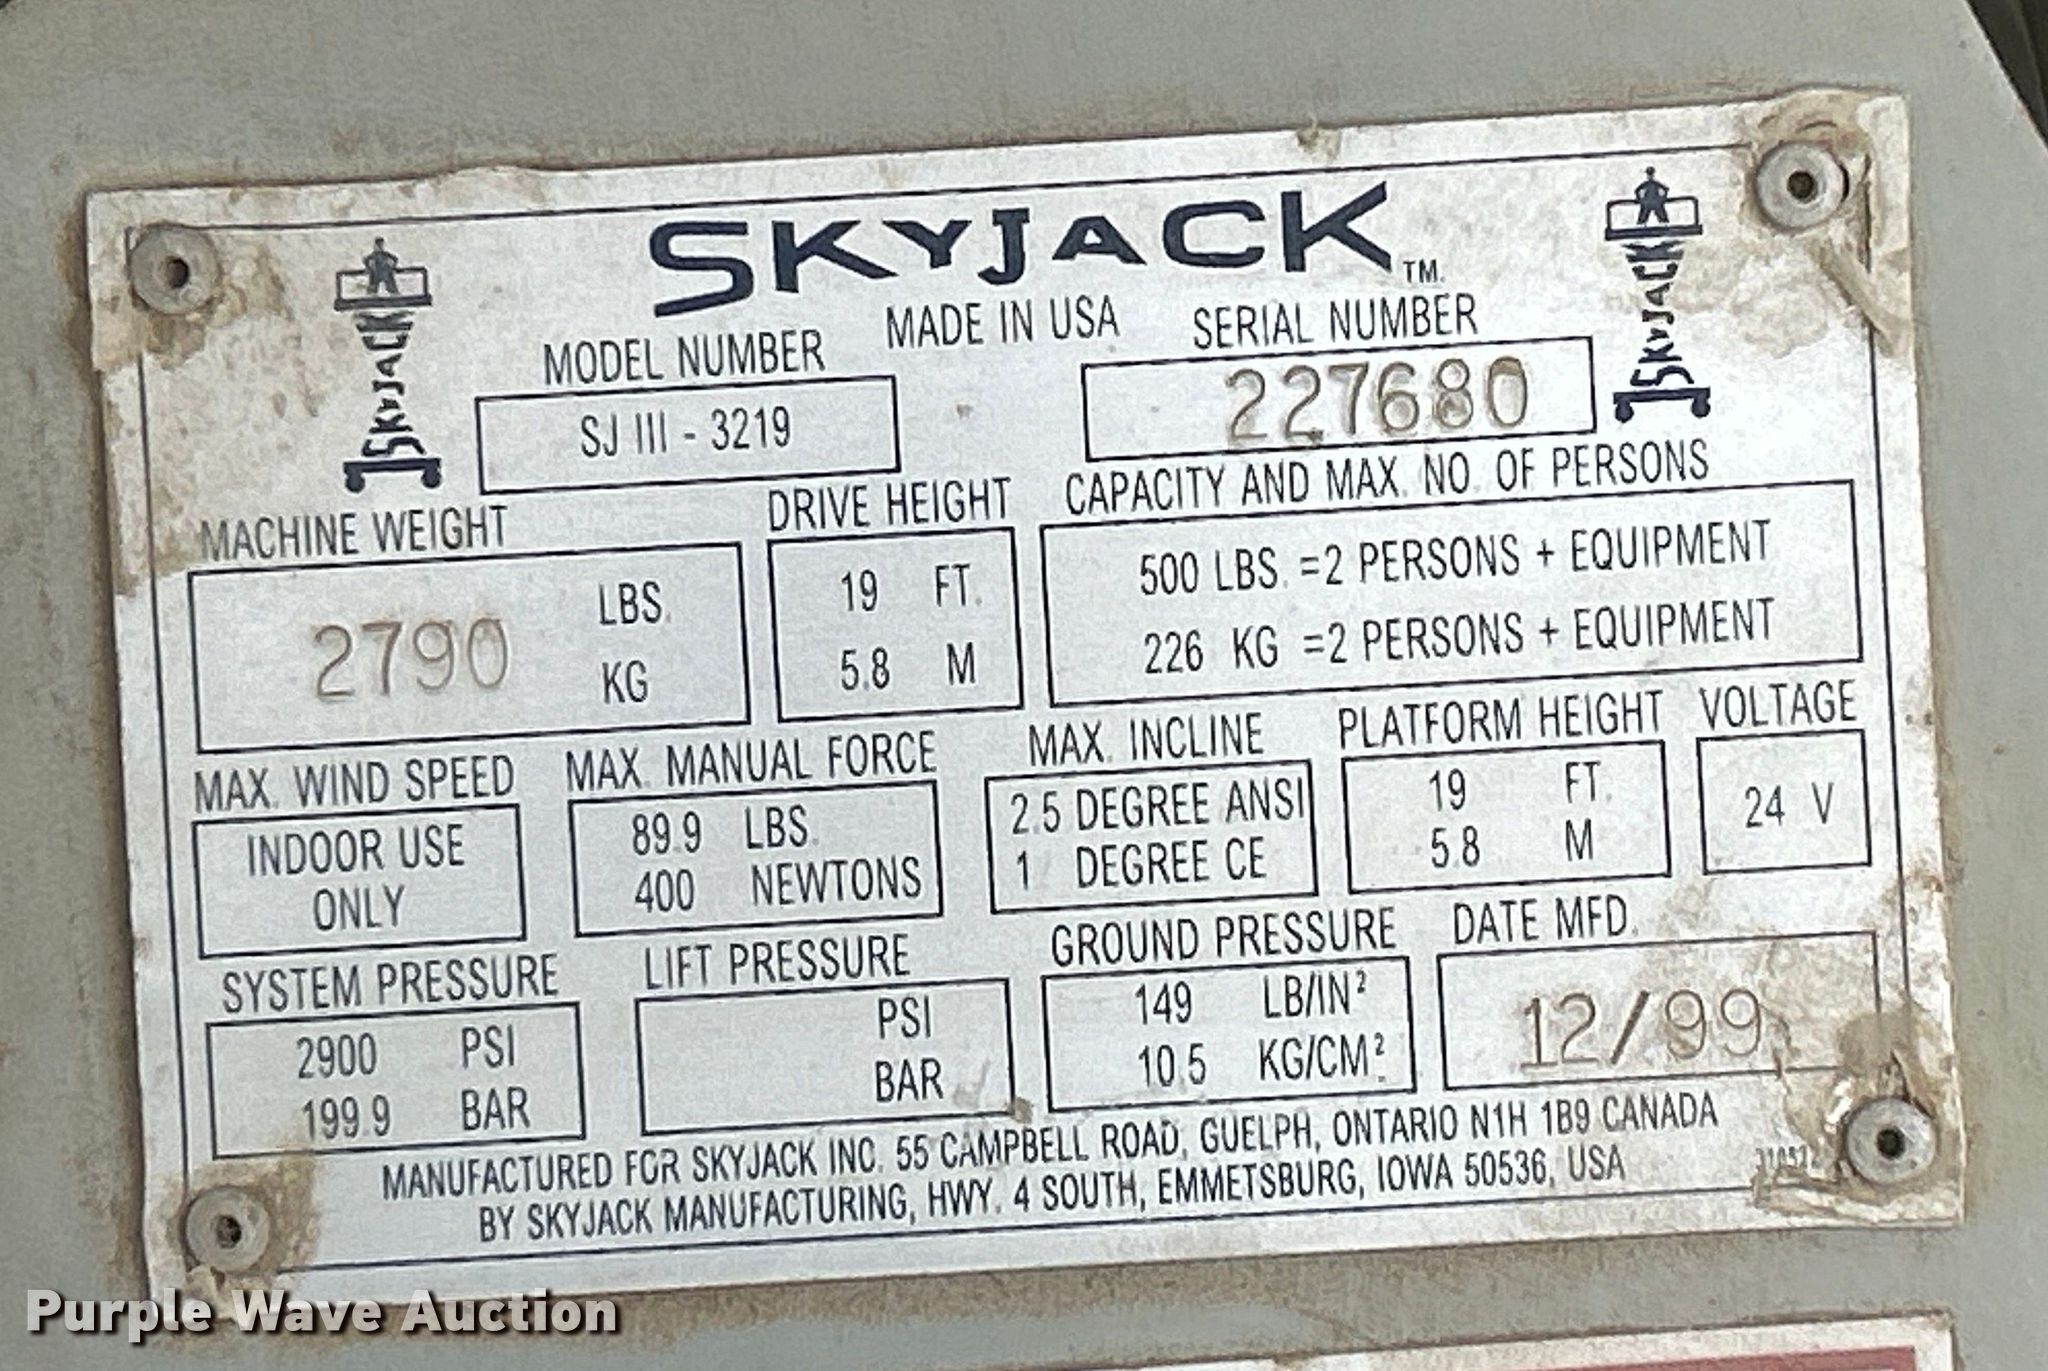 SKYJACK TM.
SKYJACK
SKYJACK
MADE IN USA
MODEL NUMBER
SJ III - 3219
SERIAL NUMBER
227680
MACHINE WEIGHT
2790 LBS.
KG
DRIVE HEIGHT
19 FT.
5.8 M
CAPACITY AND MAX. NO. OF PERSONS
500 LBS. =2 PERSONS + EQUIPMENT
226 KG =2 PERSONS + EQUIPMENT
MAX. WIND SPEED
INDOOR USE
ONLY
MAX. MANUAL FORCE
89.9 LBS.
400 NEWTONS
MAX. INCLINE
2.5 DEGREE ANSI
1 DEGREE CE
PLATFORM HEIGHT
19 FT.
5.8 M
VOLTAGE
24 V
SYSTEM PRESSURE
2900 PSI
199.9 BAR
LIFT PRESSURE
PSI
BAR
GROUND PRESSURE
149 LB/IN²
10.5 KG/CM²
DATE MFD.
12/99
MANUFACTURED FOR SKYJACK INC. 55 CAMPBELL ROAD, GUELPH, ONTARIO N1H 1B9 CANADA
BY SKYJACK MANUFACTURING, HWY. 4 SOUTH, EMMETSBURG, IOWA 50536, USA
Purple Wave Auction